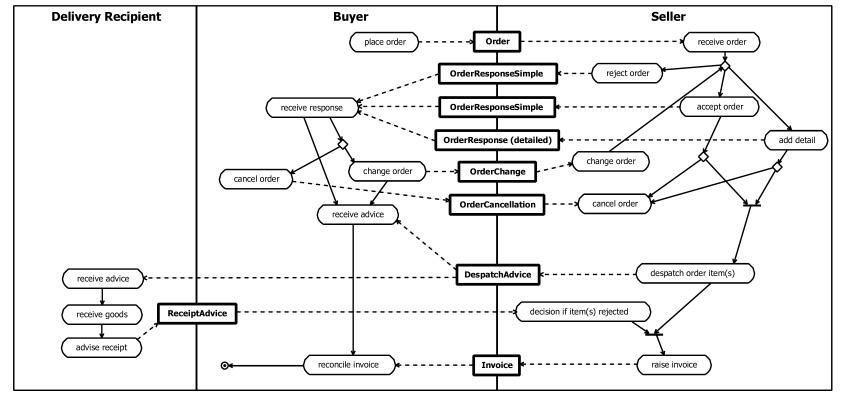 Delivery Recipient
Buyer
Seller
place order
Order
receive order
OrderResponseSimple
reject order
receive response
OrderResponseSimple
accept order
OrderResponse (detailed)
add detail
change order
cancel order
change order
OrderChange
receive advice
OrderCancellation
cancel order
receive advice
DespatchAdvice
despatch order item(s)
receive goods
ReceiptAdvice
decision if item(s) rejected
advise receipt
reconcile invoice
Invoice
raise invoice